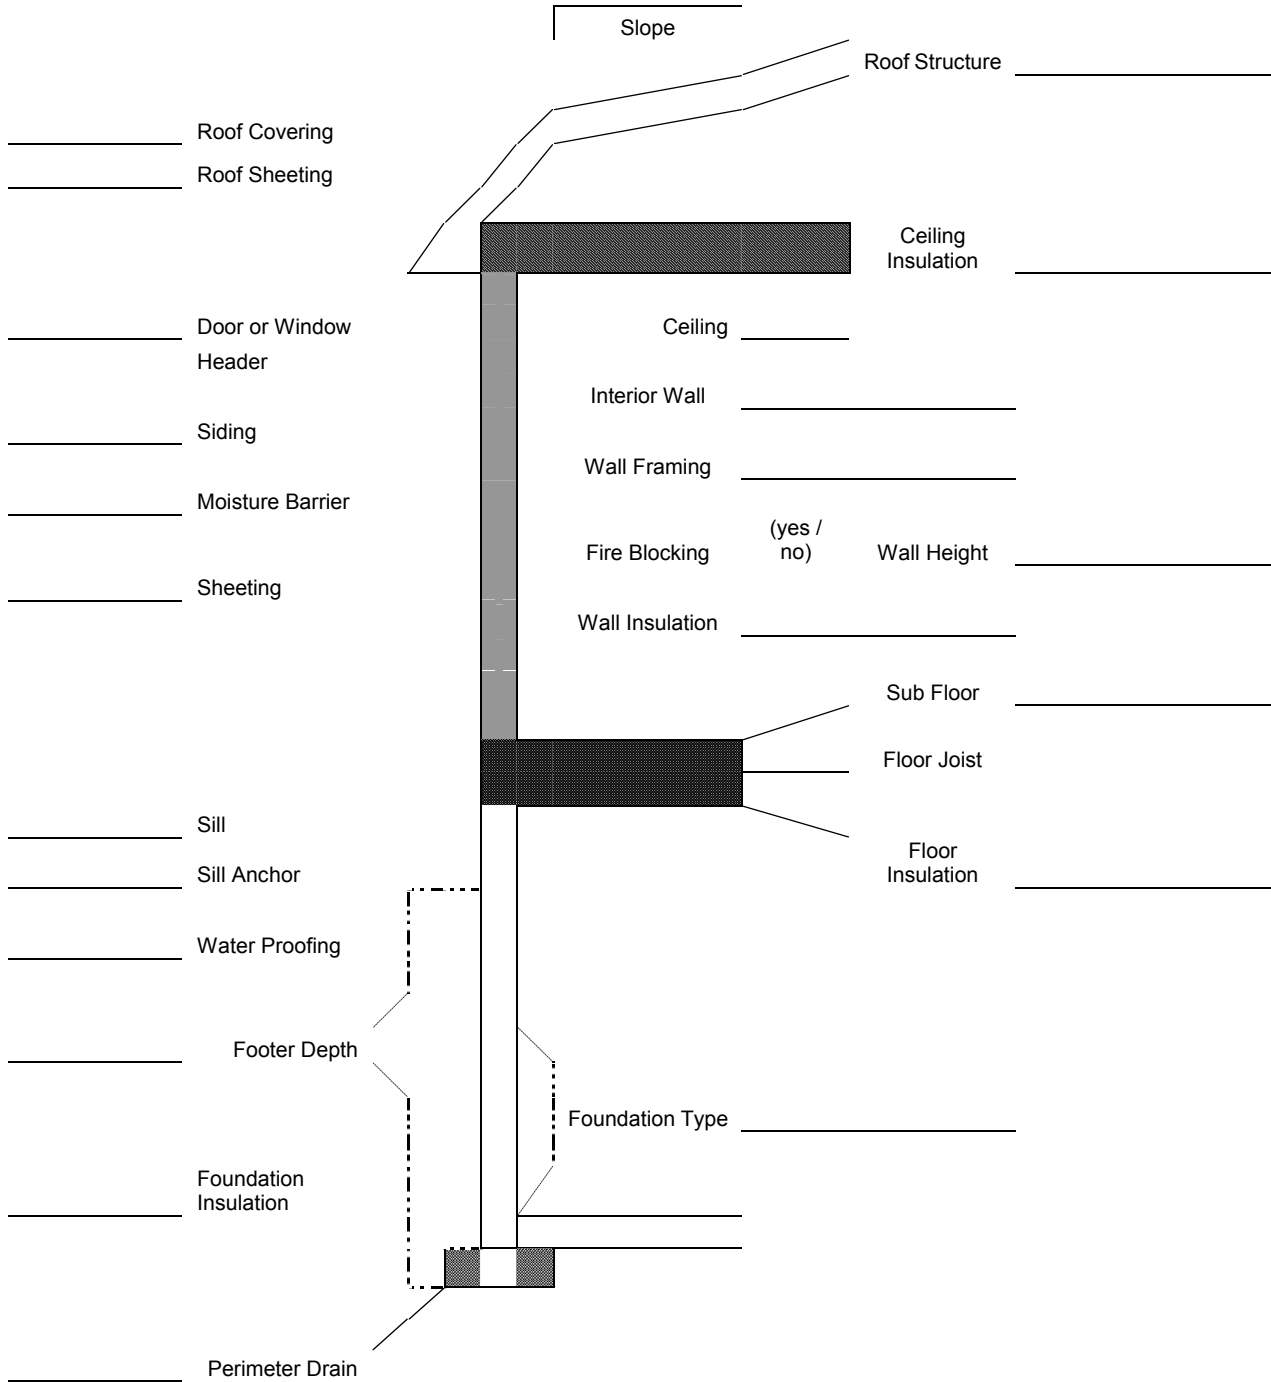 Slope
Roof Structure
Roof Covering
Roof Sheeting
Ceiling
Insulation
Door or Window
Header
Ceiling
Interior Wall
Siding
Wall Framing
Moisture Barrier
(yes /
no)
Fire Blocking
Wall Height
Sheeting
Wall Insulation
Sub Floor
Floor Joist
Sill
Floor
Insulation
Sill Anchor
Water Proofing
Footer Depth
Foundation Type
Foundation
Insulation
Perimeter Drain